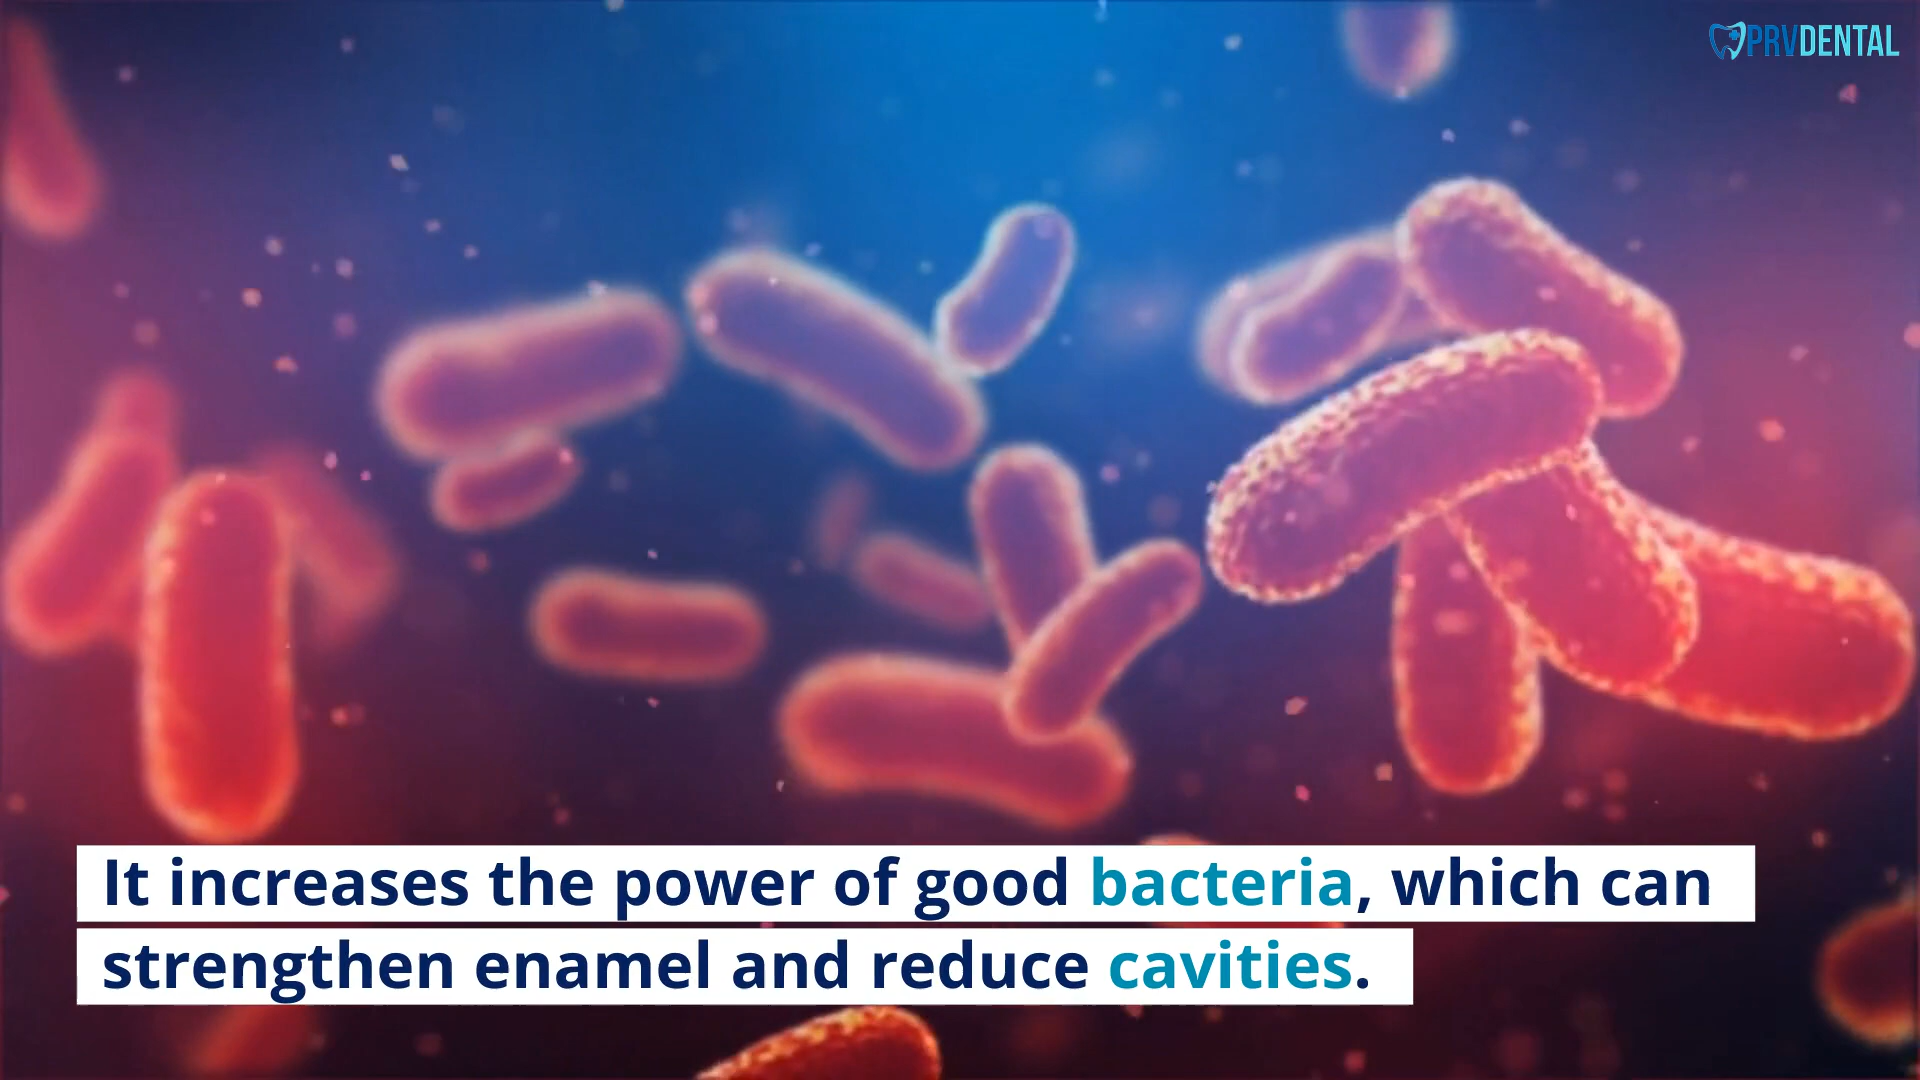 PRVDENTAL
It increases the power of good bacteria, which can
strengthen enamel and reduce cavities.